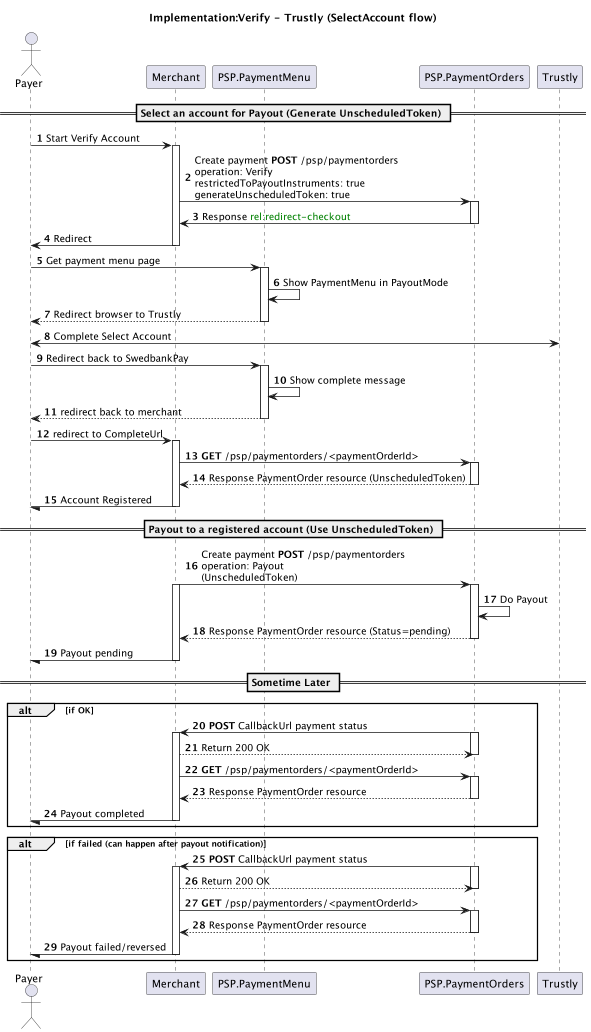 Implementation:Verify - Trustly (SelectAccount flow)
Payer
Merchant
PSP.PaymentMenu
PSP.PaymentOrders
Trustly
Select an account for Payout (Generate UnscheduledToken)
1 Start Verify Account
Create payment POST /psp/paymentorders
operation: Verify
2
restrictedToPayoutInstruments: true
generateUnscheduledToken: true
3 Response rel:redirect-checkout
4 Redirect
5 Get payment menu page
6 Show PaymentMenu in PayoutMode
7 Redirect browser to Trustly
8 Complete Select Account
9 Redirect back to SwedbankPay
10 Show complete message
11 redirect back to merchant
12 redirect to CompleteUrl
13 GET /psp/paymentorders/<paymentOrderId>
14 Response PaymentOrder resource (UnscheduledToken)
15 Account Registered
Payout to a registered account (Use UnscheduledToken)
Create payment POST /psp/paymentorders
16 operation: Payout
(UnscheduledToken)
17 Do Payout
18 Response PaymentOrder resource (Status=pending)
19 Payout pending
Sometime Later
alt [if OK]
20 POST CallbackUrl payment status
21 Return 200 OK
22 GET /psp/paymentorders/<paymentOrderId>
23 Response PaymentOrder resource
24 Payout completed
alt [if failed (can happen after payout notification)]
25 POST CallbackUrl payment status
26 Return 200 OK
27 GET /psp/paymentorders/<paymentOrderId>
28 Response PaymentOrder resource
29 Payout failed/reversed
Payer
Merchant
PSP.PaymentMenu
PSP.PaymentOrders
Trustly